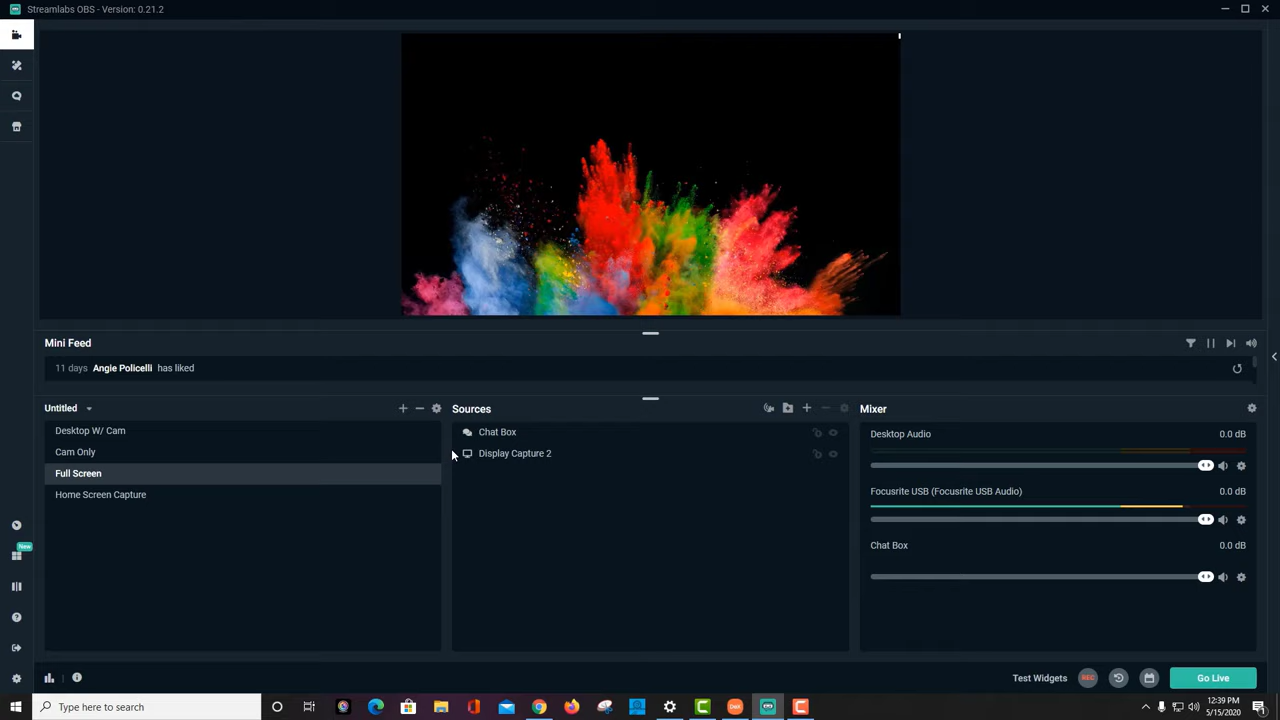 Streamlabs OBS - Version: 0.21.2
Mini Feed
11 days Angie Policelli has liked
Untitled
Desktop W/ Cam
Cam Only
Full Screen
Home Screen Capture
Sources
Chat Box
Display Capture 2
Mixer
Desktop Audio 0.0 dB
Focusrite USB (Focusrite USB Audio) 0.0 dB
Chat Box 0.0 dB
New
Test Widgets REC Go Live
Type here to search
DWX
12:39 PM
5/15/2020